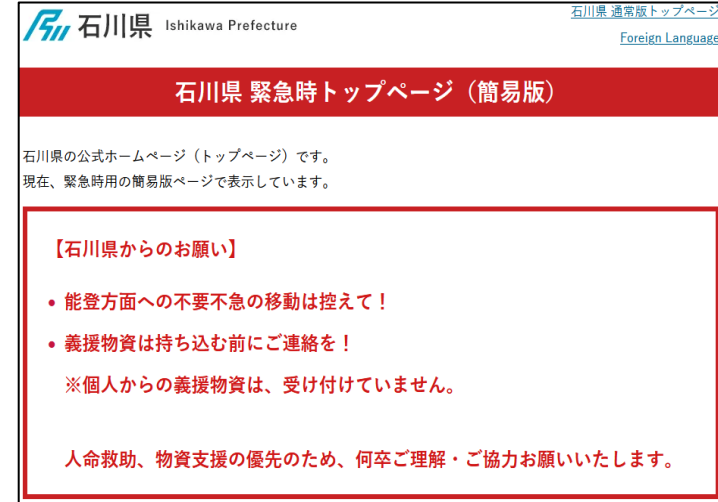 石川県 Ishikawa Prefecture
石川県 通常版トップページ
Foreign Language
石川県 緊急時トップページ（簡易版）
石川県の公式ホームページ（トップページ）です。
現在、緊急時用の簡易版ページで表示しています。
【石川県からのお願い】
• 能登方面への不要不急の移動は控えて！
• 義援物資は持ち込む前にご連絡を！
※個人からの義援物資は、受け付けていません。
人命救助、物資支援の優先のため、何卒ご理解・ご協力お願いいたします。